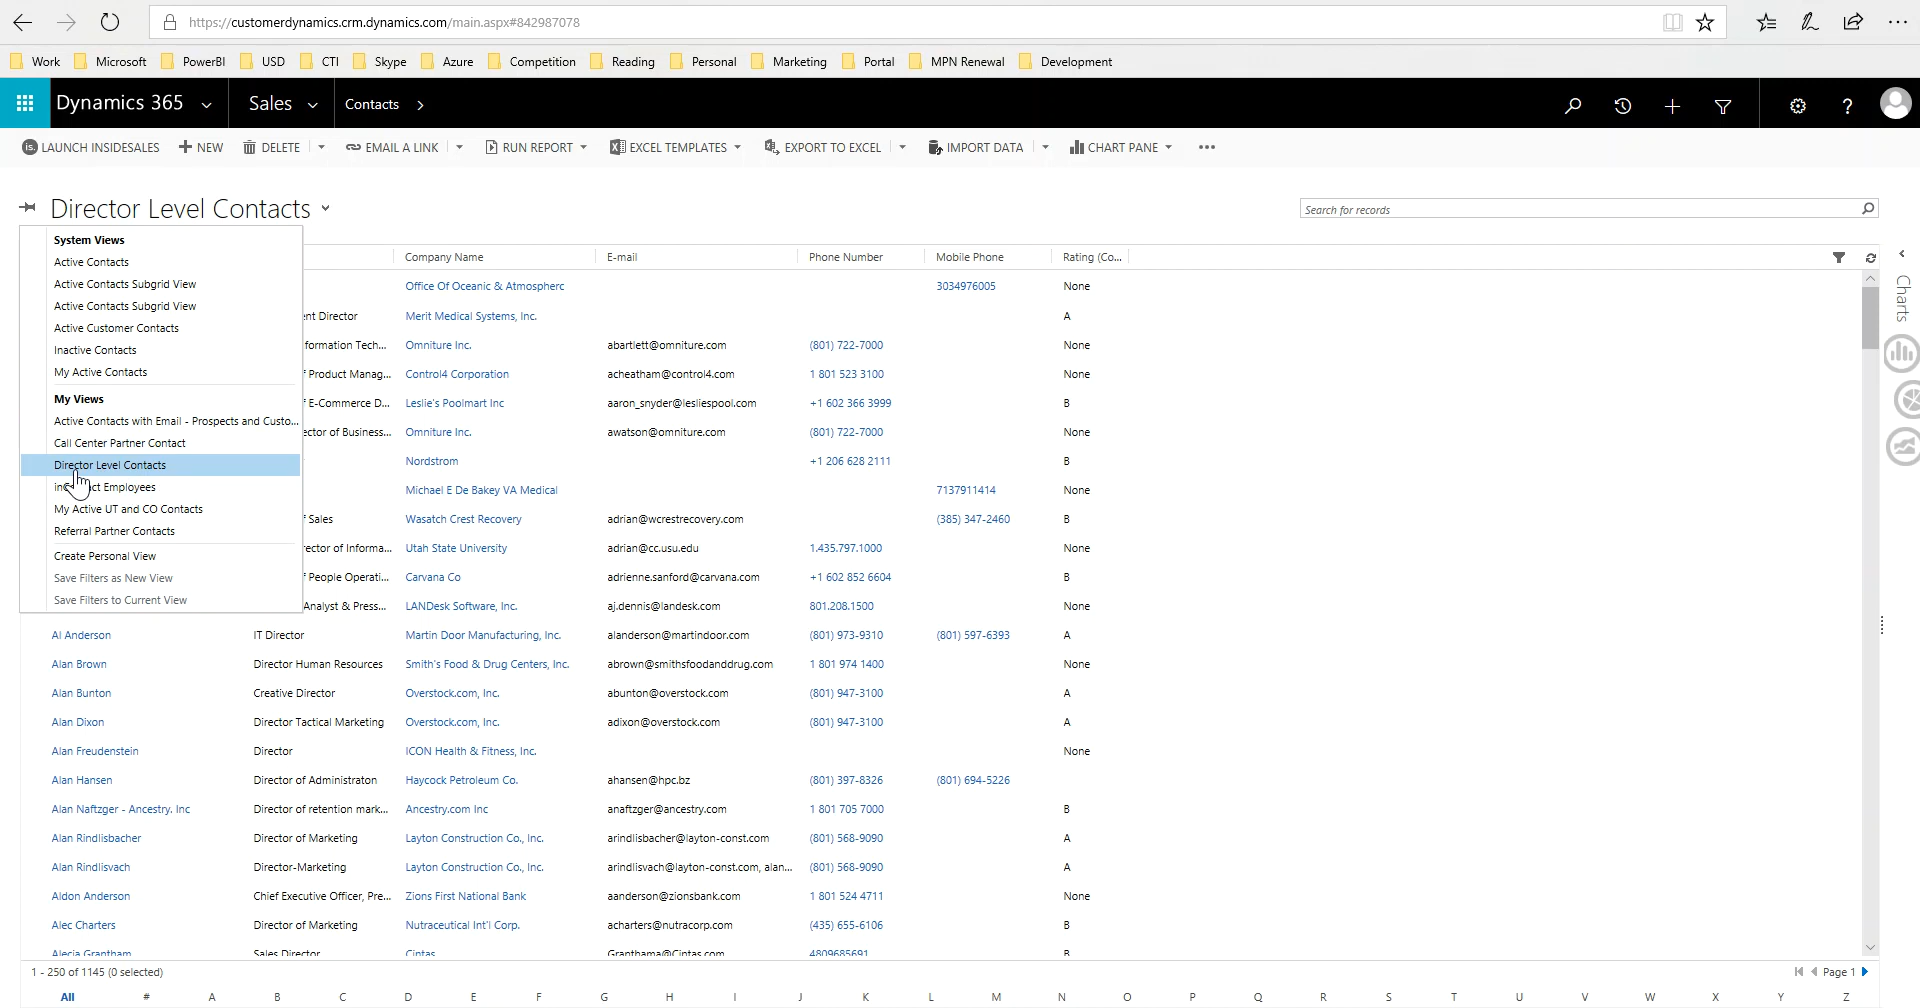 https://customerdynamics.crm.dynamics.com/main.aspx#842987078
Work Microsoft PowerBI USD CTI Skype Azure Competition Reading Personal Marketing Portal MPN Renewal Development
Dynamics 365 Sales Contacts
is. LAUNCH INSIDESALES NEW DELETE EMAIL A LINK RUN REPORT EXCEL TEMPLATES EXPORT TO EXCEL IMPORT DATA CHART PANE
Director Level Contacts
Search for records
System Views
Active Contacts
Active Contacts Subgrid View
Active Contacts Subgrid View
Active Customer Contacts
Inactive Contacts
My Active Contacts
My Views
Active Contacts with Email - Prospects and Custo...
Call Center Partner Contact
Director Level Contacts
Employees
My Active UT and CO Contacts
Referral Partner Contacts
Create Personal View
Save Filters as New View
Save Filters to Current View
Company Name E-mail Phone Number Mobile Phone Rating (Co...
Office Of Oceanic & Atmospherc 3034976005 None
nt Director Merit Medical Systems, Inc. A
formation Tech... Omniture Inc. abartlett@omniture.com (801) 722-7000 None
f Product Manag... Control4 Corporation acheatham@control4.com 1 801 523 3100 None
f E-Commerce D... Leslie's Poolmart Inc aaron_snyder@lesliespool.com +1 602 366 3999 B
ector of Business... Omniture Inc. awatson@omniture.com (801) 722-7000 None
Nordstrom +1 206 628 2111 B
Michael E De Bakey VA Medical 7137911414 None
f Sales Wasatch Crest Recovery adrian@wcrestrecovery.com (385) 347-2460 B
rector of Informa... Utah State University adrian@cc.usu.edu 1.435.797.1000 None
f People Operati... Carvana Co adrienne.sanford@carvana.com +1 602 852 6604 B
Analyst & Press... LANDesk Software, Inc. aj.dennis@landesk.com 801.208.1500 None
Al Anderson IT Director Martin Door Manufacturing, Inc. alanderson@martindoor.com (801) 973-9310 (801) 597-6393 A
Alan Brown Director Human Resources Smith's Food & Drug Centers, Inc. abrown@smithsfoodanddrug.com 1 801 974 1400 None
Alan Bunton Creative Director Overstock.com, Inc. abunton@overstock.com (801) 947-3100 A
Alan Dixon Director Tactical Marketing Overstock.com, Inc. adixon@overstock.com (801) 947-3100 A
Alan Freudenstein Director ICON Health & Fitness, Inc. None
Alan Hansen Director of Administraton Haycock Petroleum Co. ahansen@hpc.bz (801) 397-8326 (801) 694-5226
Alan Naftzger - Ancestry. Inc Director of retention mark... Ancestry.com Inc anaftzger@ancestry.com 1 801 705 7000 B
Alan Rindlisbacher Director of Marketing Layton Construction Co., Inc. arindlisbacher@layton-const.com (801) 568-9090 A
Alan Rindlisvach Director-Marketing Layton Construction Co., Inc. arindlisvach@layton-const.com, alan... (801) 568-9090 A
Aldon Anderson Chief Executive Officer, Pre... Zions First National Bank aanderson@zionsbank.com 1 801 524 4711 None
Alec Charters Director of Marketing Nutraceutical Int'l Corp. acharters@nutracorp.com (435) 655-6106 B
Alecia Grantham Sales Director Cintas Granthama@Cintas.com 4809685691 B
Charts
1 - 250 of 1145 (0 selected) Page 1
All # A B C D E F G H I J K L M N O P Q R S T U V W X Y Z